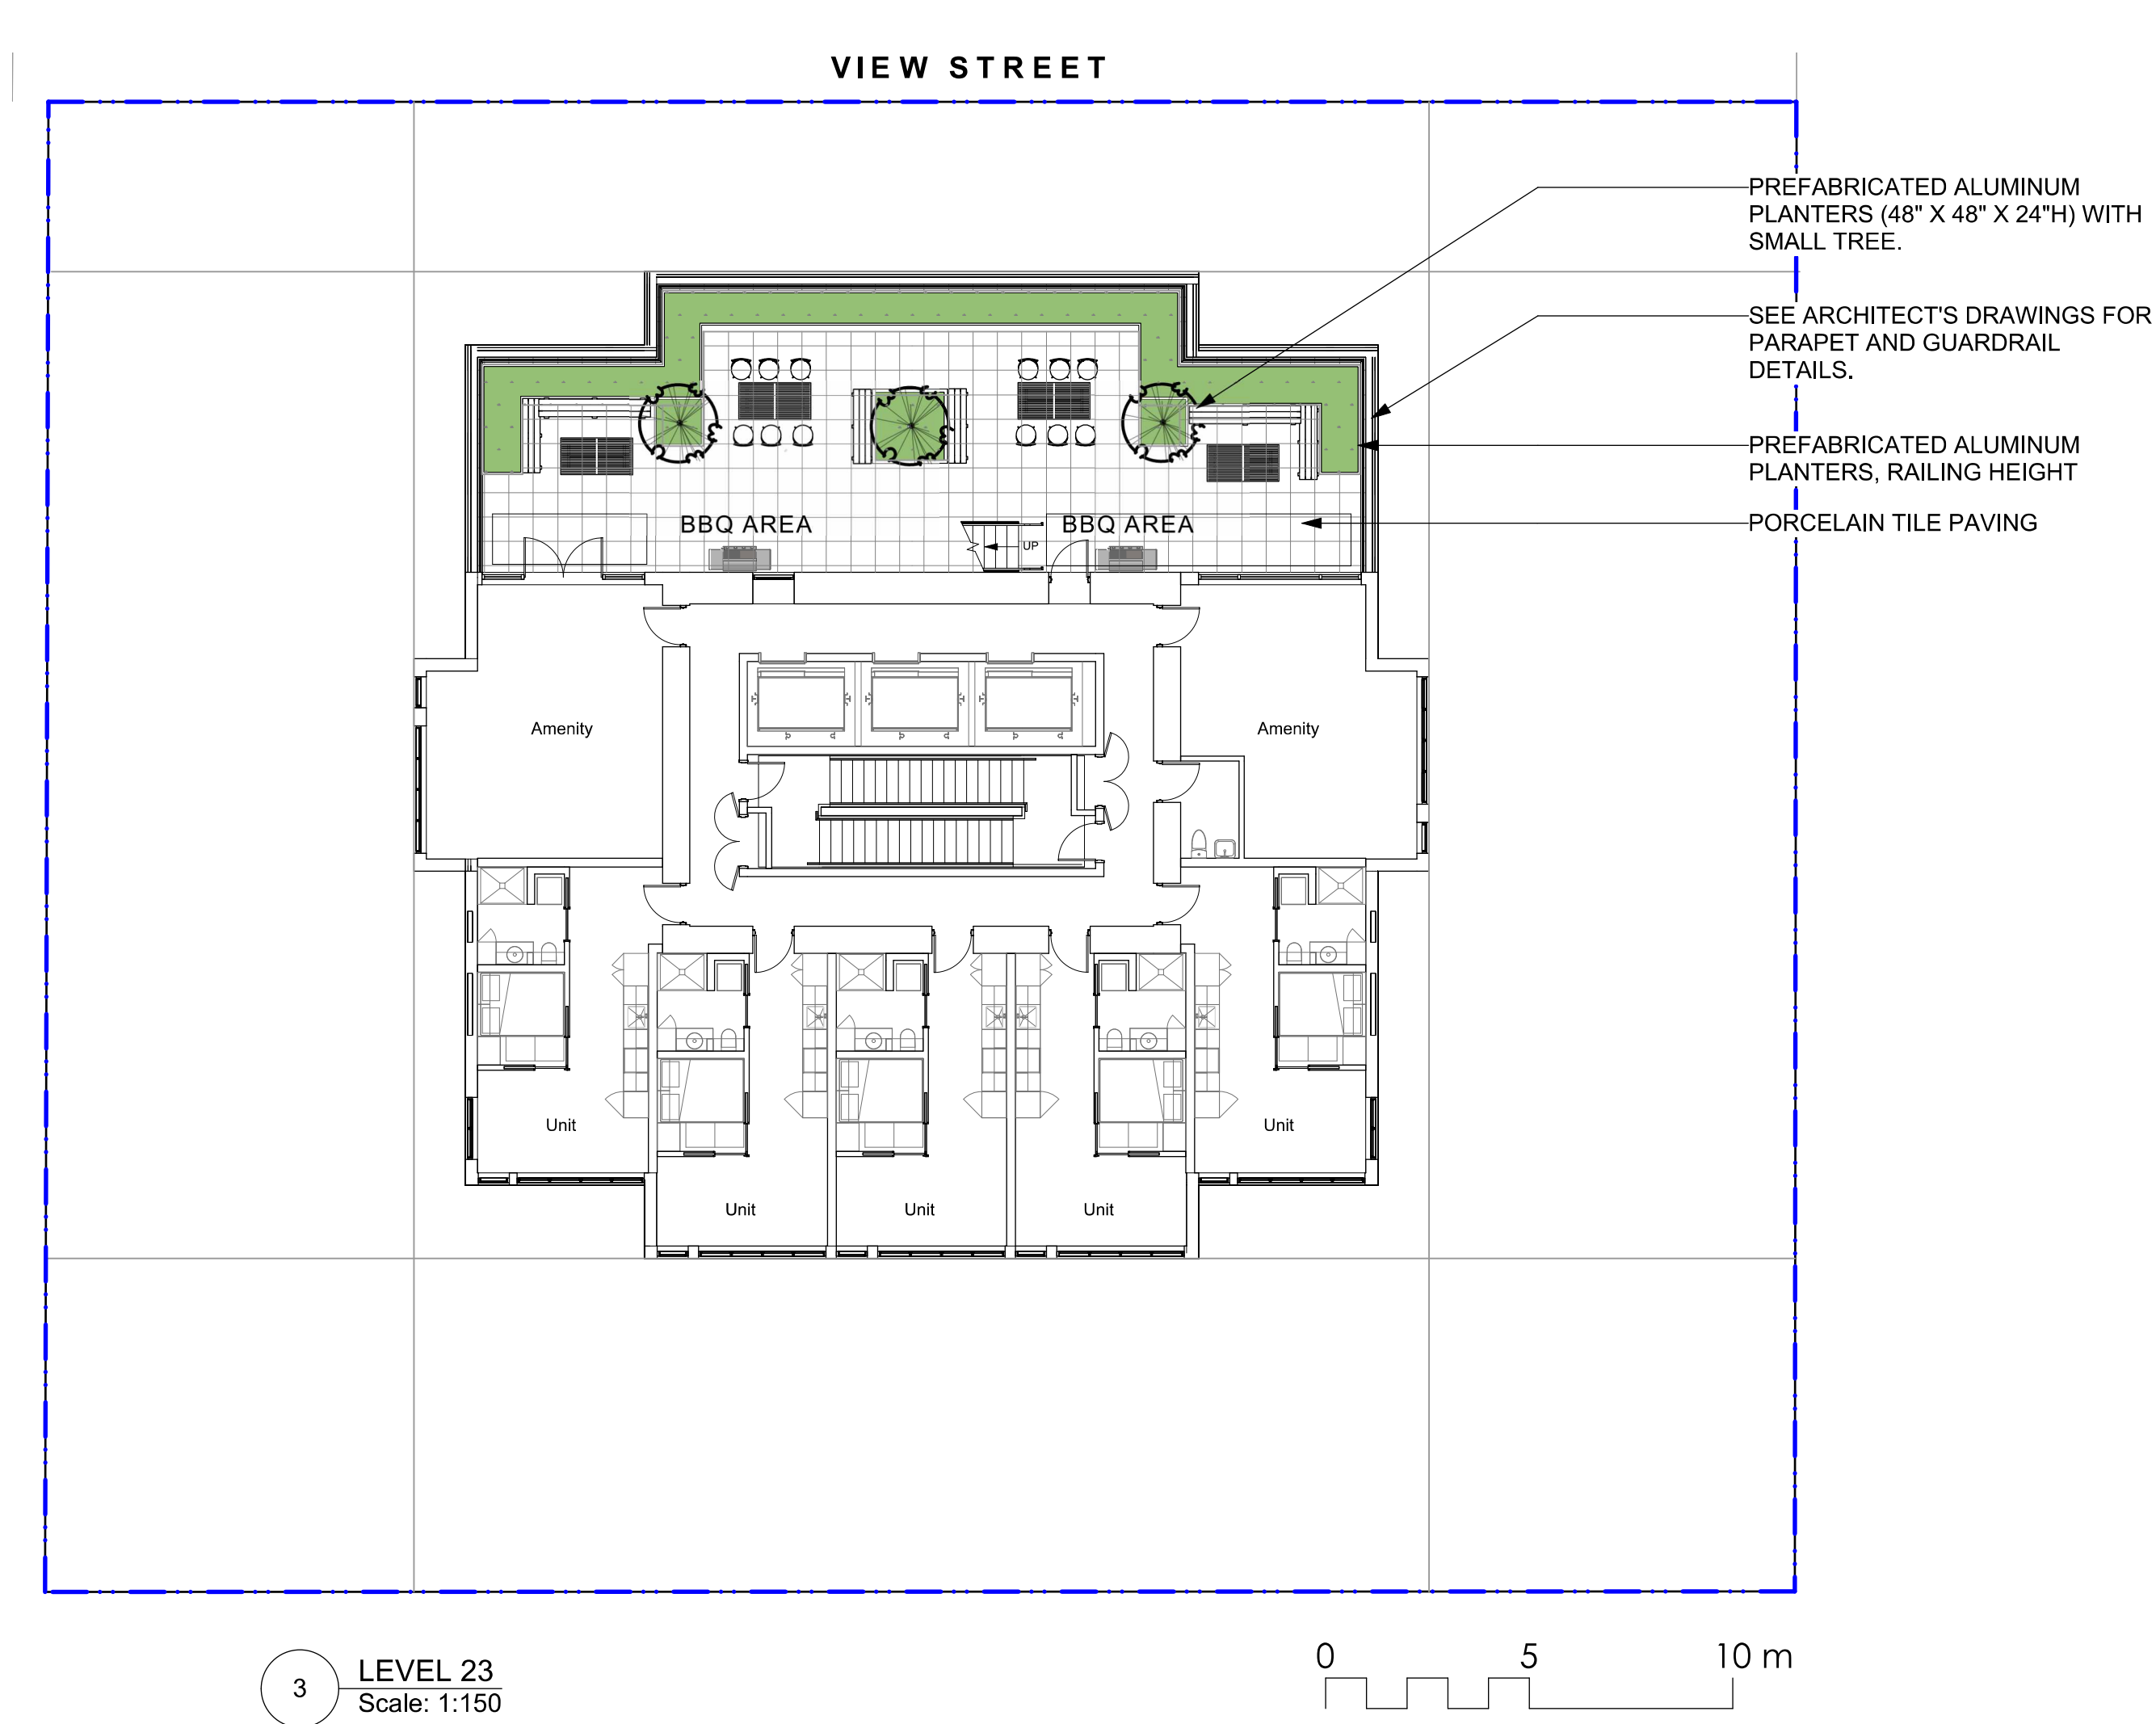 VIEW STREET
PREFABRICATED ALUMINUM
PLANTERS (48" X 48" X 24"H) WITH
SMALL TREE.
SEE ARCHITECT'S DRAWINGS FOR
PARAPET AND GUARDRAIL
DETAILS.
PREFABRICATED ALUMINUM
PLANTERS, RAILING HEIGHT
BBQ AREA
BBQ AREA
PORCELAIN TILE PAVING
UP
Amenity
Amenity
Unit
Unit
Unit
Unit
Unit
3
LEVEL 23
Scale: 1:150
0 5 10 m